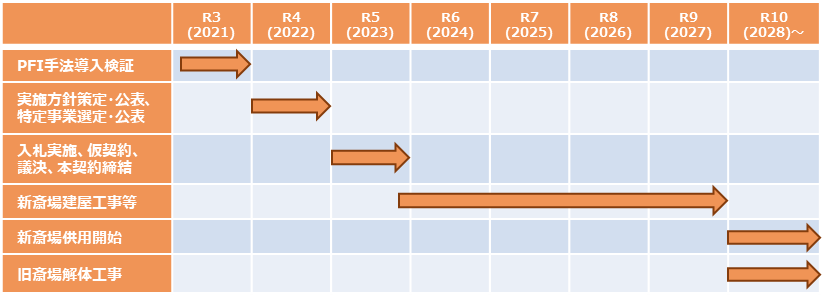 R3
(2021)
R4
(2022)
R5
(2023)
R6
(2024)
R7
(2025)
R8
(2026)
R9
(2027)
R10
(2028)～
PFI手法導入検証
実施方針策定・公表、
特定事業選定・公表
入札実施、仮契約、
議決、本契約締結
新斎場建屋工事等
新斎場供用開始
旧斎場解体工事